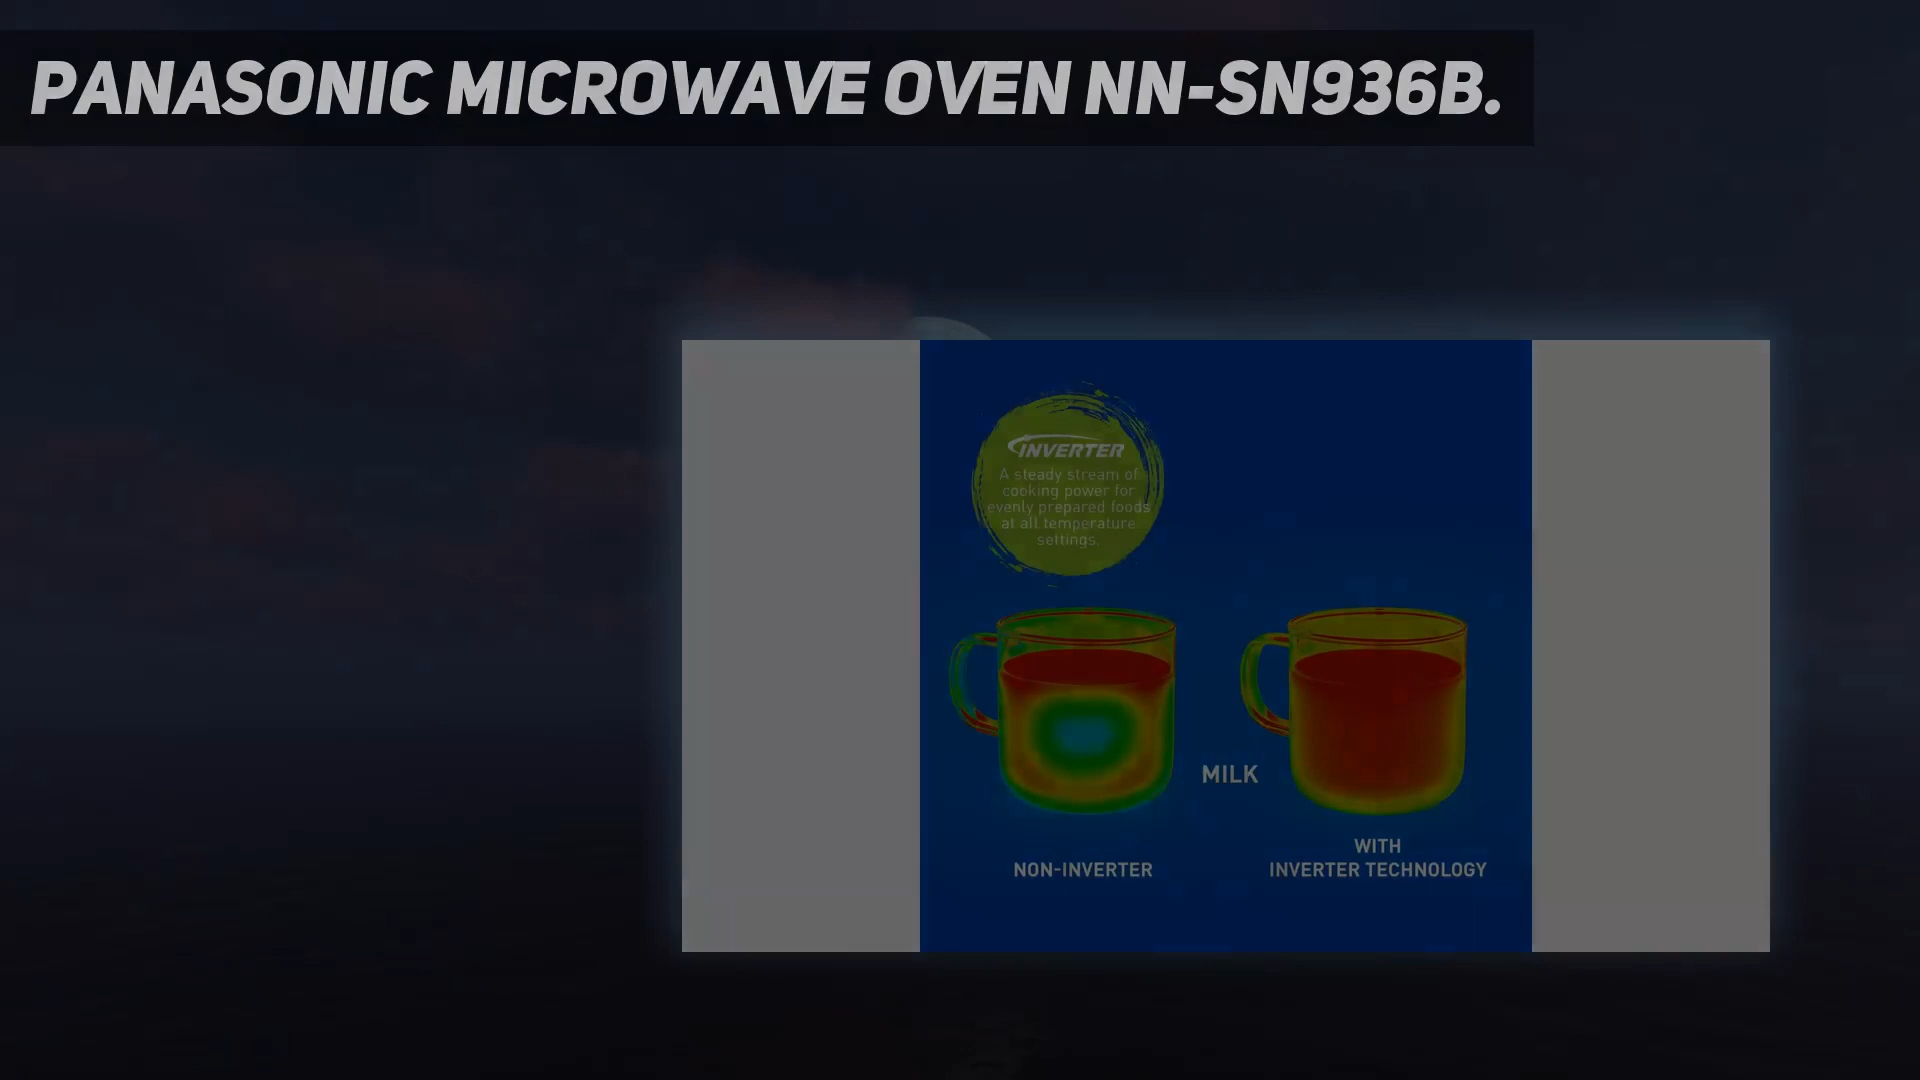 PANASONIC MICROWAVE OVEN NN-SN936B.
INVERTER
A steady stream of
cooking power for
evenly prepared foods
at all temperature
settings.
MILK
WITH
NON-INVERTER
INVERTER TECHNOLOGY